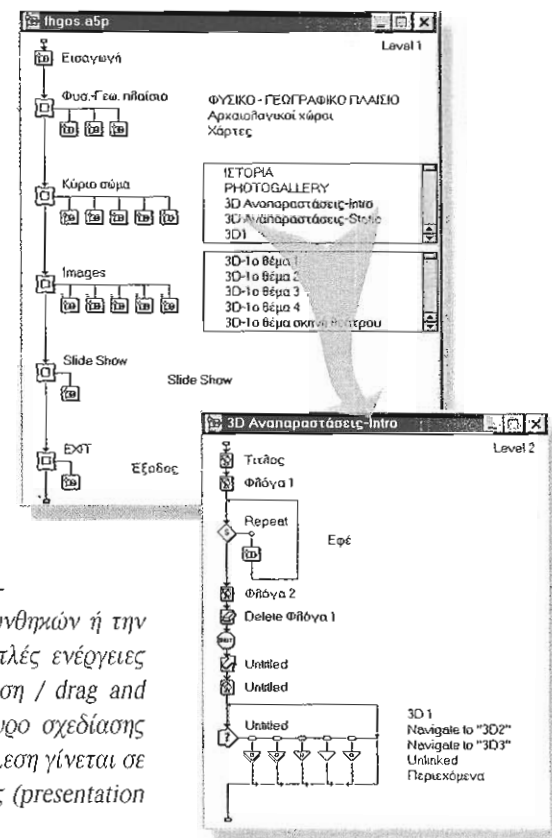 fhgos.a5p
Level 1
Εισαγωγή
Φυσ.-Γεω. πλαίσιο
ΦΥΣΙΚΟ - ΓΕΩΓΡΑΦΙΚΟ ΠΛΑΙΣΙΟ
Αρχαιολογικοί χώροι
Χάρτες
Κύριο σώμα
ΙΣΤΟΡΙΑ
PHOTOGALLERY
3D Αναπαραστάσεις-Intro
3D Αναπαραστάσεις-Static
3D1
Images
3D-1ο θέμα 1
3D-1ο θέμα 2
3D-1ο θέμα 3
3D-1ο θέμα 4
3D-1ο θέμα σκηνή θεάτρου
Slide Show
Slide Show
EXIT
Έξοδος
3D Αναπαραστάσεις-Intro
Level 2
Τιτλος
Φλόγα 1
Repeat
Εφέ
Φλόγα 2
Delete Φλόγα 1
Untitled
Untitled
Untitled
3D 1
Navigate to "3D2"
Navigate to "3D3"
Unlinked
Περιεχόμενα
νθηκών ή την
πλές ενέργειες
ση / drag and
υρο σχεδίασης
λεση γίνεται σε
ς (presentation